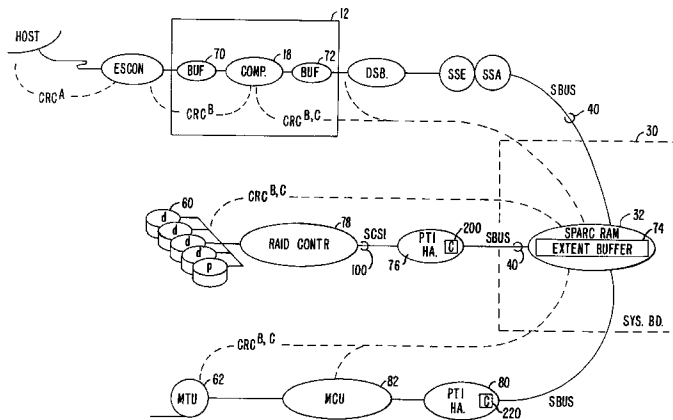 HOST
12
70
18
72
ESCON
BUF
COMP.
BUF
DSB.
SSE
SSA
SBUS
40
CRC^A
CRC^B
CRC^B,C
30
60
CRC^B,C
d
d
d
d
p
78
RAID CONTR
SCSI
100
PTI
HA.
200
C
76
SBUS
40
32
SPARC RAM
74
EXTENT BUFFER
SYS. BD.
CRC^B,C
62
MTU
82
MCU
80
PTI
HA.
C
220
SBUS